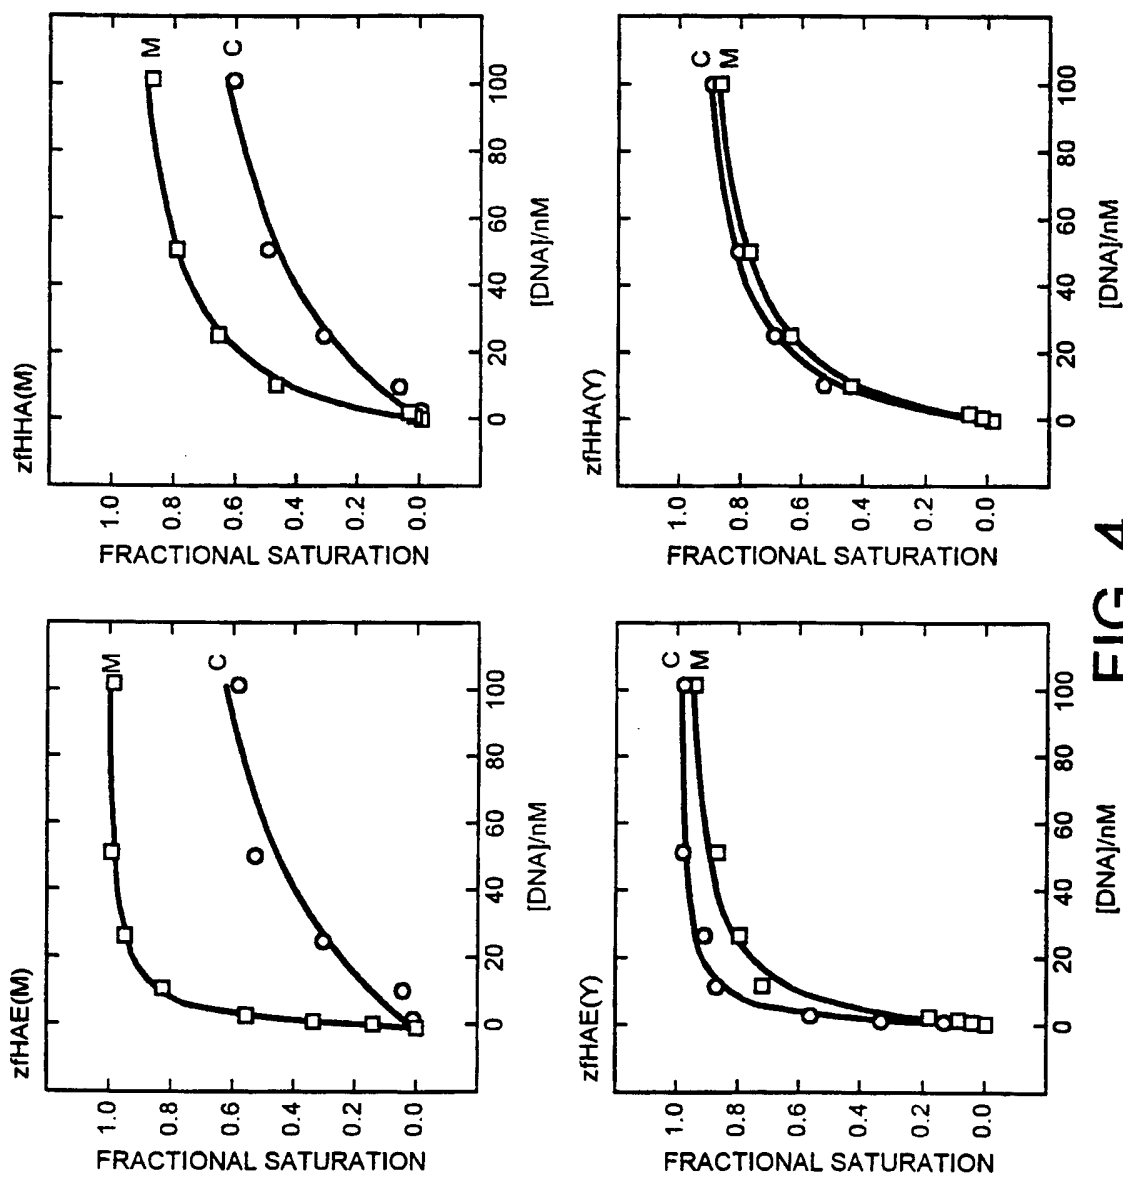 zfHAE(M)
FRACTIONAL SATURATION
1.0
0.8
0.6
0.4
0.2
0.0
M
C
0 20 40 60 80 100
[DNA]/nM
zfHHA(M)
FRACTIONAL SATURATION
1.0
0.8
0.6
0.4
0.2
0.0
M
C
0 20 40 60 80 100
[DNA]/nM
zfHAE(Y)
FRACTIONAL SATURATION
1.0
0.8
0.6
0.4
0.2
0.0
C
M
0 20 40 60 80 100
[DNA]/nM
zfHHA(Y)
FRACTIONAL SATURATION
1.0
0.8
0.6
0.4
0.2
0.0
C
M
0 20 40 60 80 100
[DNA]/nM
FIG 4